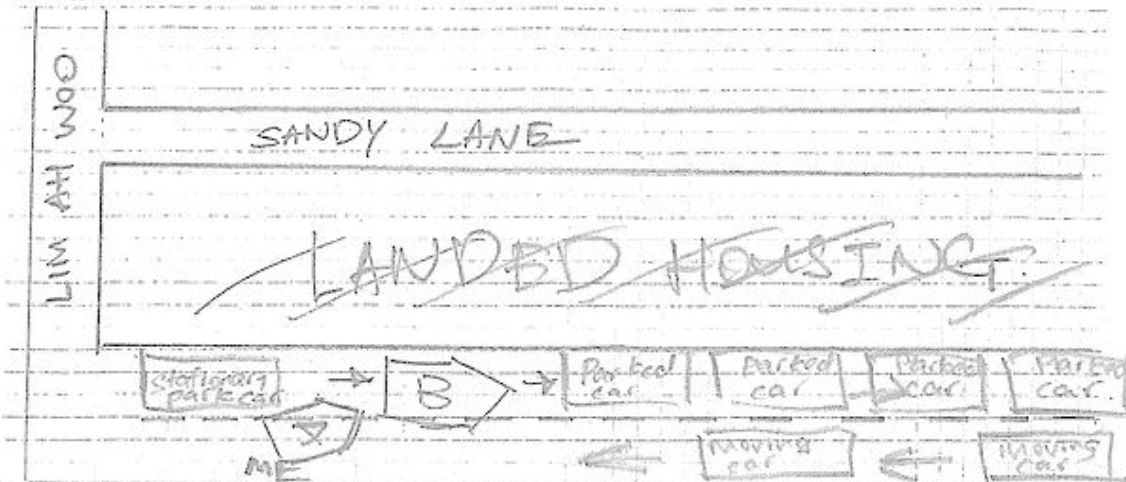 LIM AH WOO
SANDY LANE
LANDED HOUSING
stationary
park car
B
Parked
car
Parked
car
Parked
car.
Parked
car.
ME
Moving
car
Moving
car